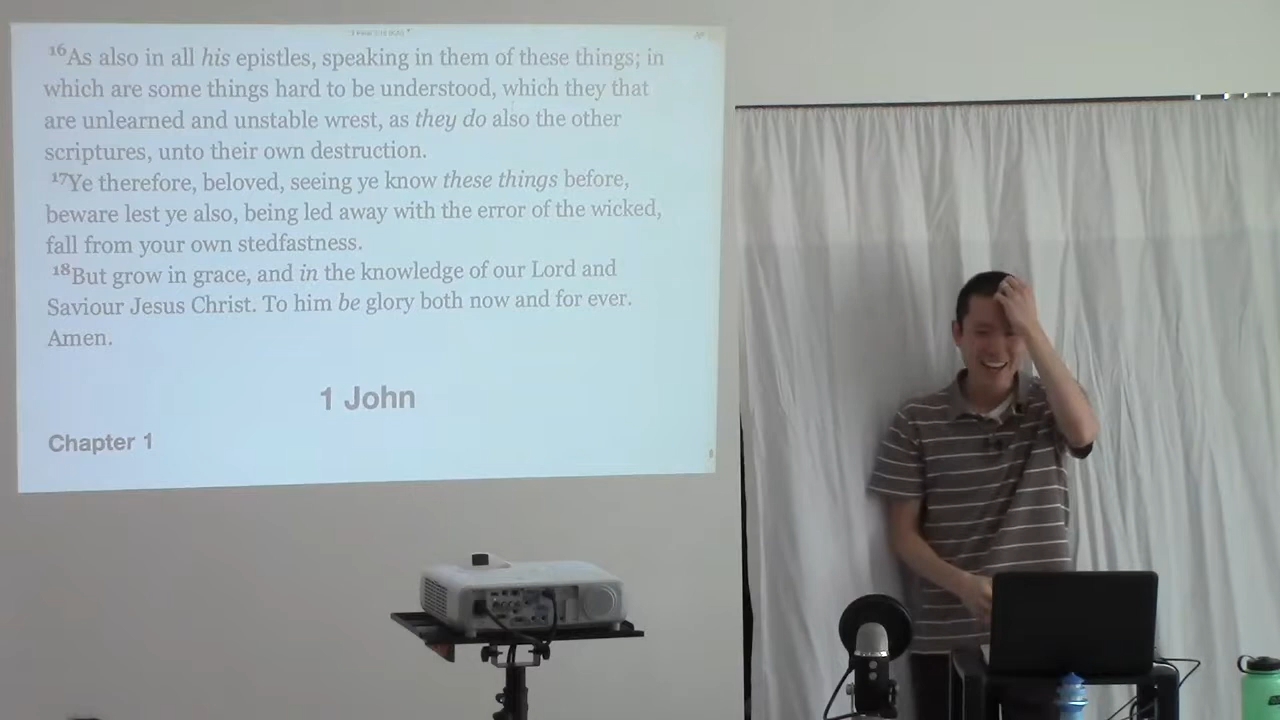 16As also in all his epistles, speaking in them of these things; in
which are some things hard to be understood, which they that
are unlearned and unstable wrest, as they do also the other
scriptures, unto their own destruction.
17Ye therefore, beloved, seeing ye know these things before,
beware lest ye also, being led away with the error of the wicked,
fall from your own stedfastness.
18But grow in grace, and in the knowledge of our Lord and
Saviour Jesus Christ. To him be glory both now and for ever.
Amen.
1 John
Chapter 1